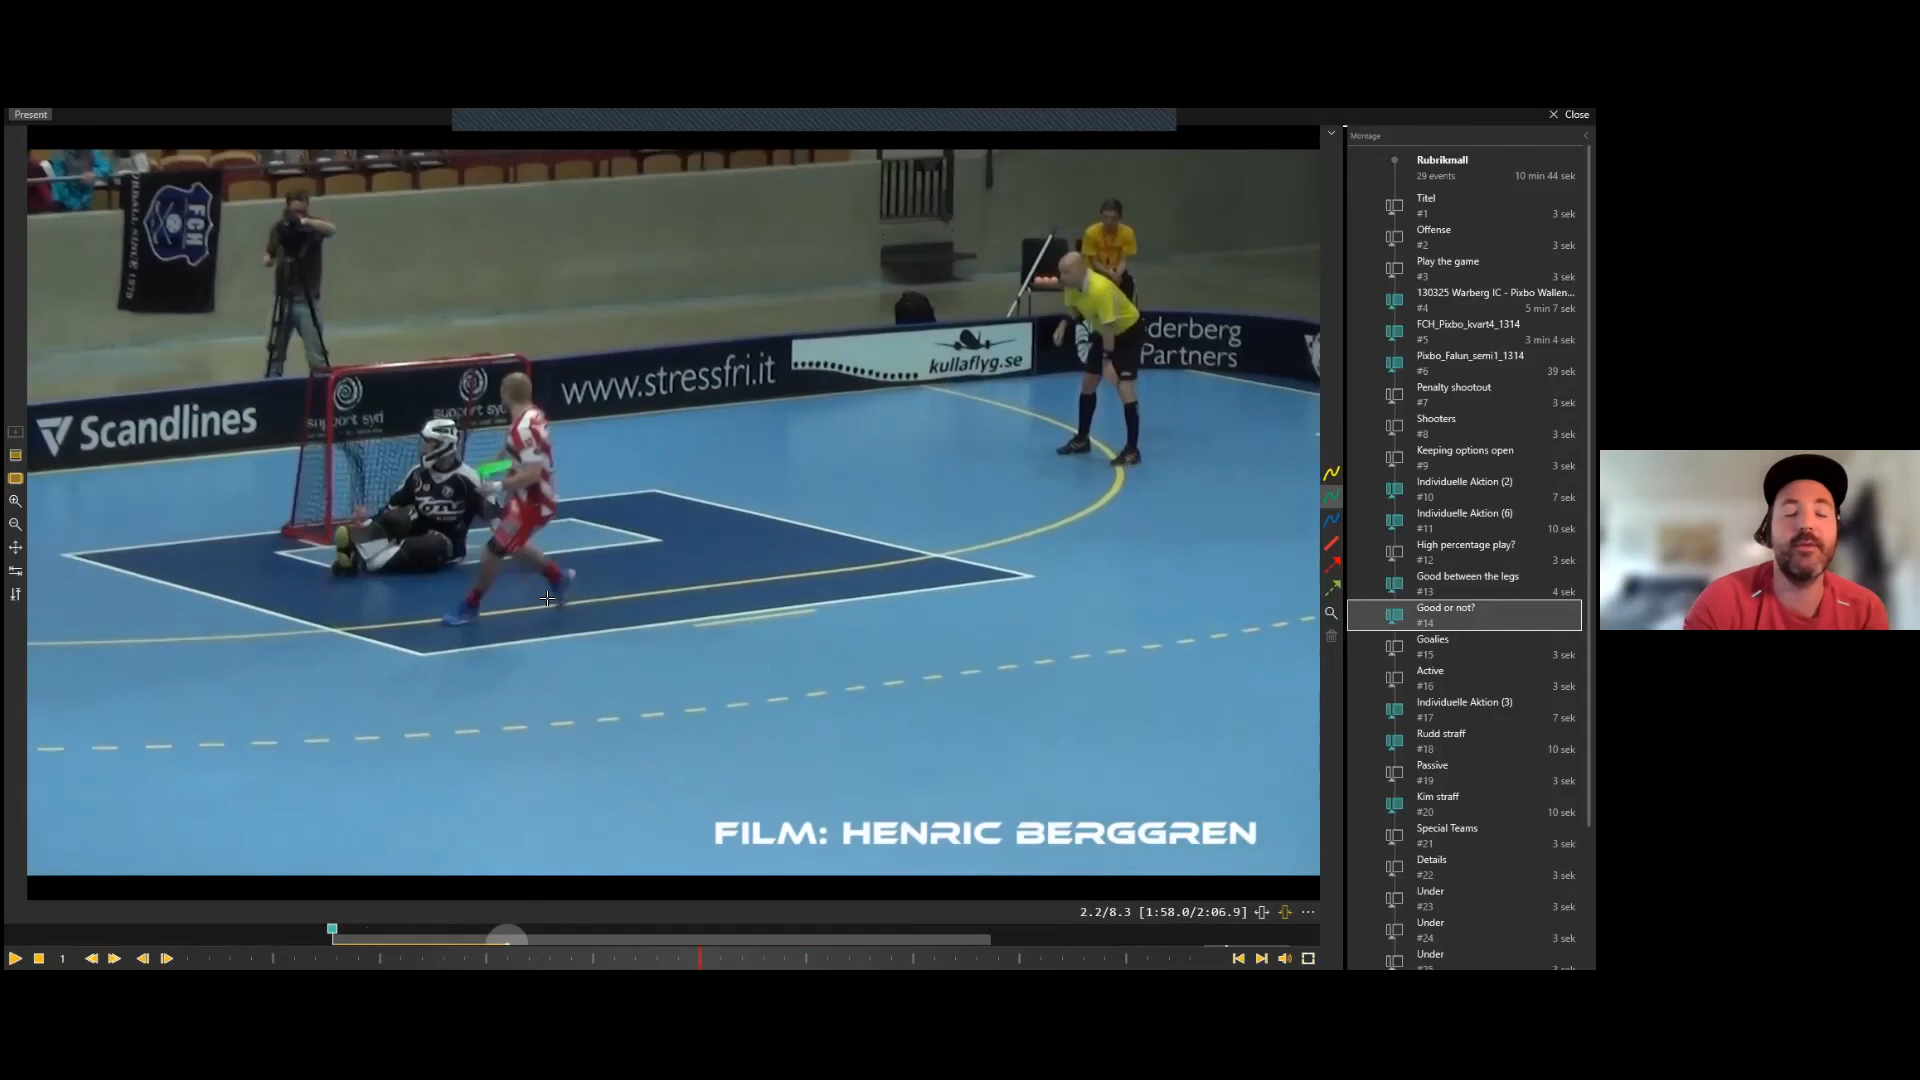 Present
Close
FCH
Scandlines
support syd
support syd
www.stressfri.it
kullaflyg.se
derberg
Partners
FILM: HENRIC BERGGREN
2.2/8.3 [1:58.0/2:06.9]
1
Montage
Rubrikmall
29 events 10 min 44 sek
Titel
#1 3 sek
Offense
#2 3 sek
Play the game
#3 3 sek
130325 Warberg IC - Pixbo Wallen...
#4 5 min 7 sek
FCH_Pixbo_kvart4_1314
#5 3 min 4 sek
Pixbo_Falun_semi1_1314
#6 39 sek
Penalty shootout
#7 3 sek
Shooters
#8 3 sek
Keeping options open
#9 3 sek
Individuelle Aktion (2)
#10 7 sek
Individuelle Aktion (6)
#11 10 sek
High percentage play?
#12 3 sek
Good between the legs
#13 4 sek
Good or not?
#14
Goalies
#15 3 sek
Active
#16 3 sek
Individuelle Aktion (3)
#17 7 sek
Rudd straff
#18 10 sek
Passive
#19 3 sek
Kim straff
#20 10 sek
Special Teams
#21 3 sek
Details
#22 3 sek
Under
#23 3 sek
Under
#24 3 sek
Under